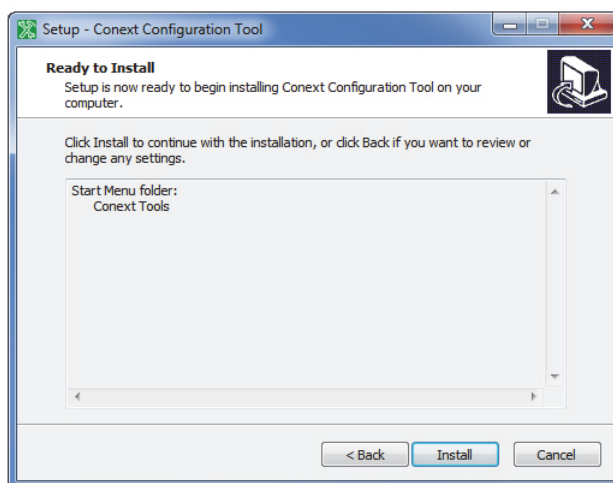 Setup - Conext Configuration Tool
Ready to Install
Setup is now ready to begin installing Conext Configuration Tool on your
computer.
Click Install to continue with the installation, or click Back if you want to review or
change any settings.
Start Menu folder:
Conext Tools
< Back
Install
Cancel